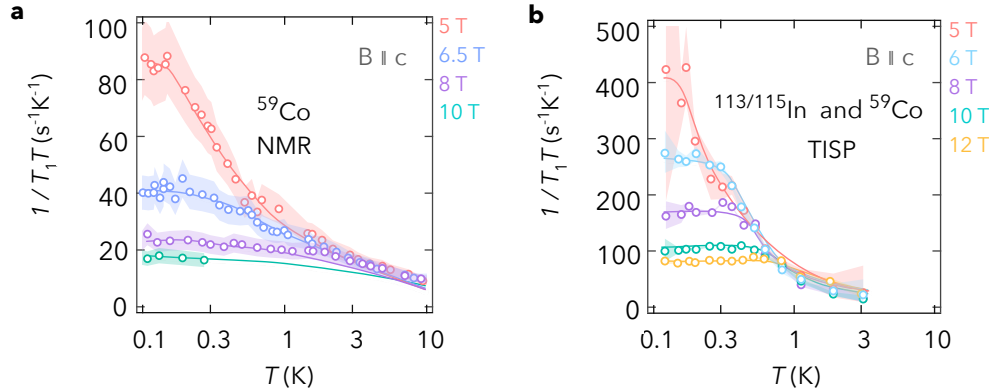 a
100
80
60
40
20
0
1 / T₁T (s⁻¹K⁻¹)
0.1 0.3 1 3 10
T (K)
B ∥ c
⁵⁹Co
NMR
5 T
6.5 T
8 T
10 T
b
500
400
300
200
100
0
1 / T₁T (s⁻¹K⁻¹)
0.1 0.3 1 3 10
T (K)
B ∥ c
¹¹³/¹¹⁵In and ⁵⁹Co
TISP
5 T
6 T
8 T
10 T
12 T